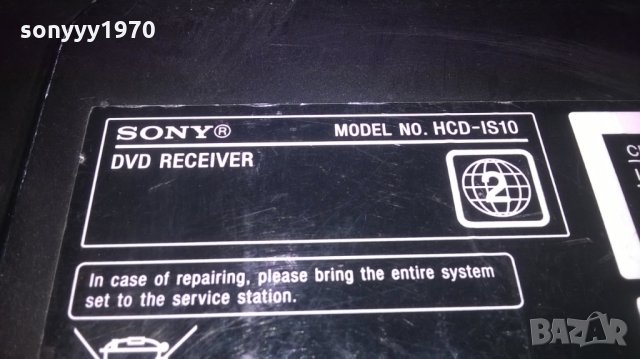 sonyyy1970
SONY® MODEL NO. HCD-IS10
DVD RECEIVER
2
In case of repairing, please bring the entire system
set to the service station.
BAZAR